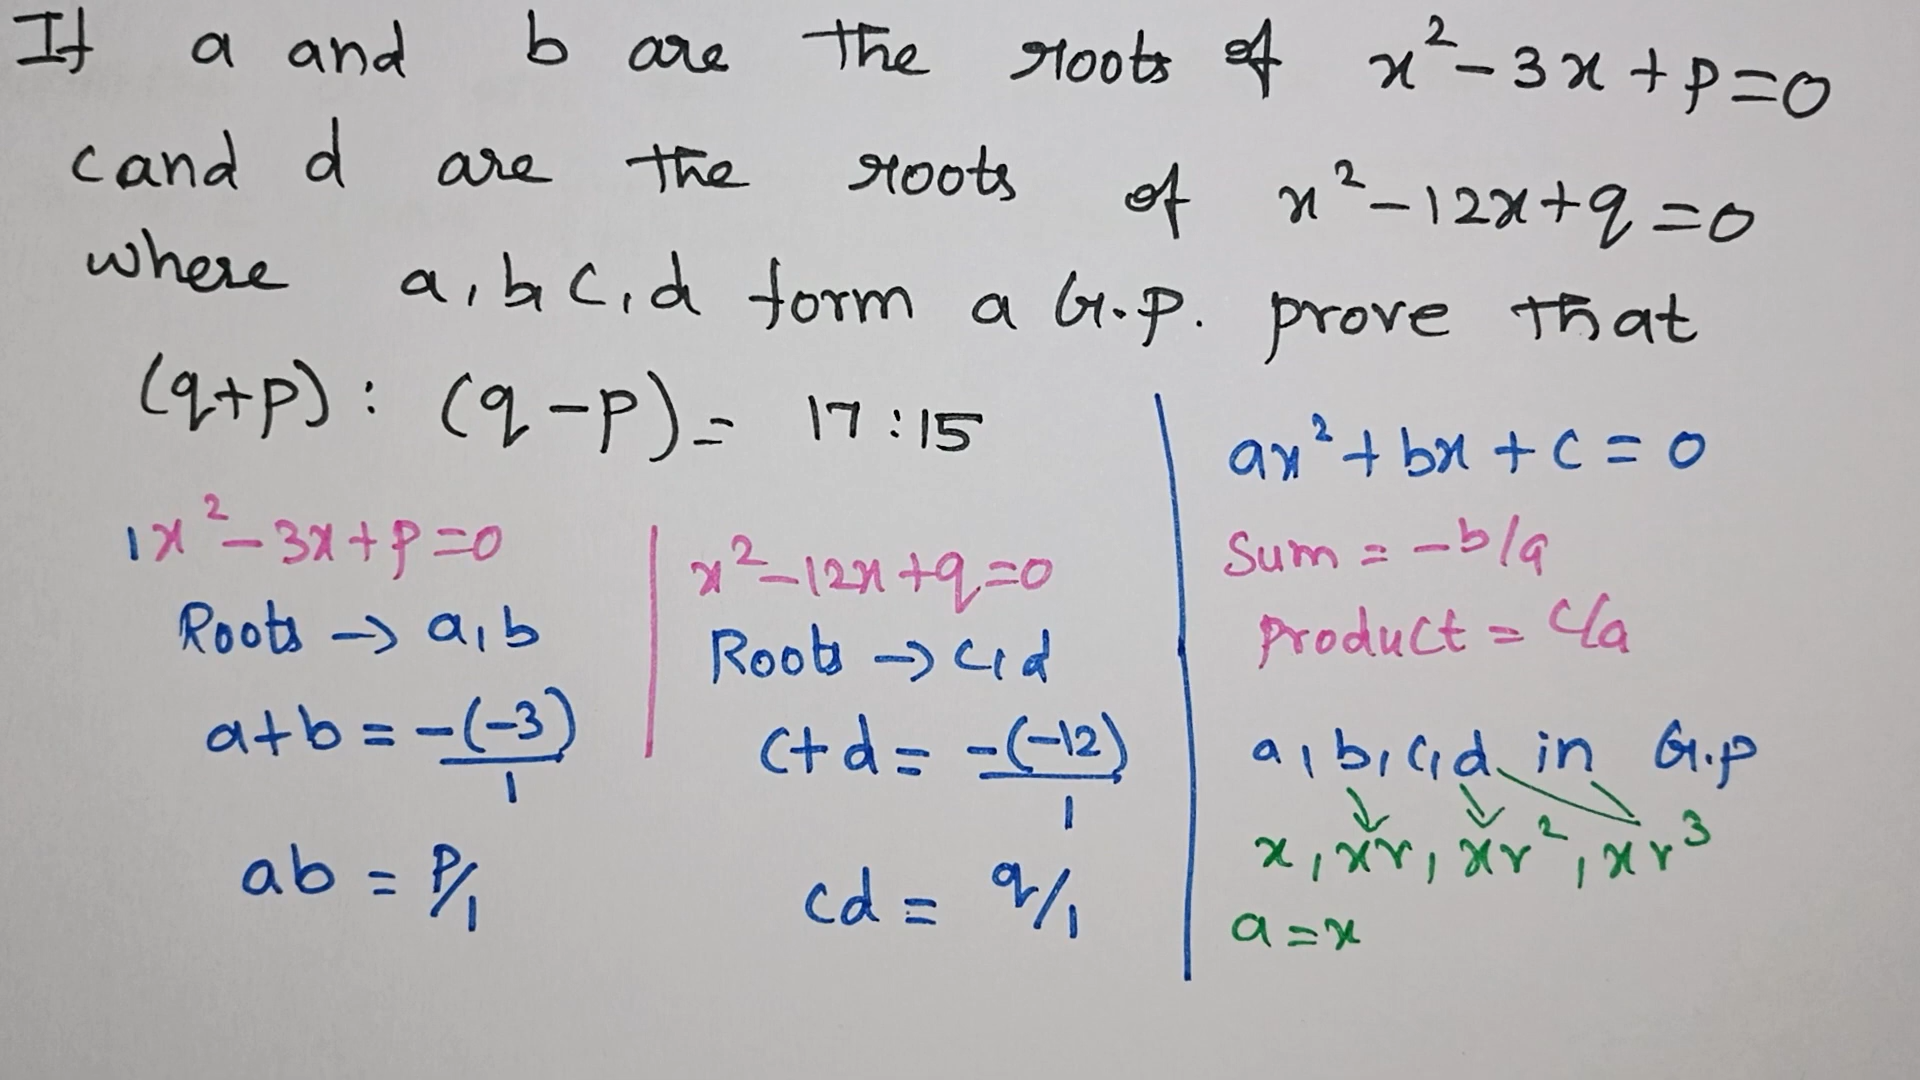 If a and b are the roots of x²-3x+p=0
c and d are the roots of x²-12x+q=0
where a, b, c, d form a G.P. prove that
(q+p) : (q-p) = 17:15
1x²-3x+p=0
Roots → a, b
a+b = -(-3)/1
ab = p/1
x²-12x+q=0
Roots → c, d
c+d = -(-12)/1
cd = q/1
ax²+bx+c=0
Sum = -b/a
product = c/a
a, b, c, d in G.P
x, xr, xr², xr³
a=x